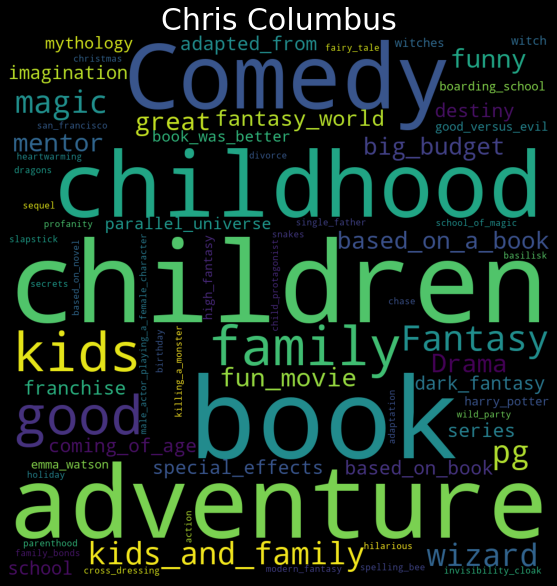 Chris Columbus
mythology adapted_from fairy_tale witches witch
christmas Comedy funny
imagination boarding_school
magic great fantasy_world destiny
san_francisco book_was_better good_versus_evil
mentor big_budget
heartwarming divorce
dragons childhood
sequel
profanity parallel_universe single_father school_of_magic
slapstick snakes based_on_a_book
basilisk
children
secrets based_on_novel male_actor_playing_a_female_character high_fantasy child_protagonist chase
kids birthday killing_a_monster family Fantasy
Drama
franchise fun_movie dark_fantasy
good book adaptation harry_potter
wild_party
coming_of_age series
emma_watson special_effects based_on_book pg
holiday
adventure
action
parenthood kids_and_family hilarious wizard
family_bonds
school cross_dressing modern_fantasy spelling_bee invisibility_cloak